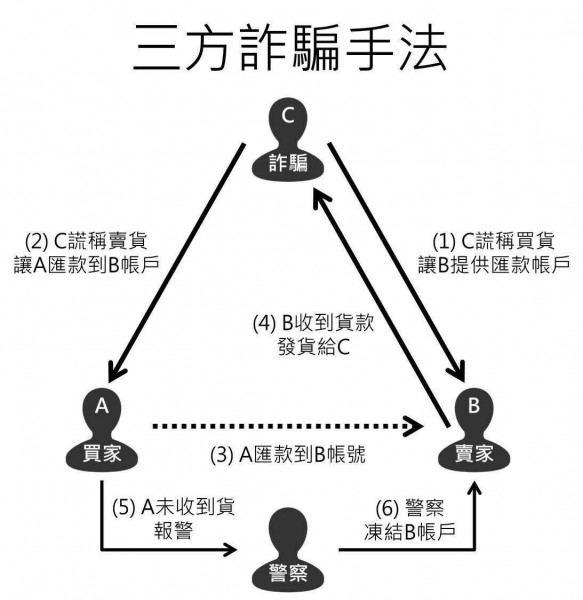 三方詐騙手法
C
詐騙
(2) C謊稱賣貨
讓A匯款到B帳戶
(1) C謊稱買貨
讓B提供匯款帳戶
(4) B收到貨款
發貨給C
A
買家
B
賣家
(3) A匯款到B帳號
(5) A未收到貨
報警
(6) 警察
凍結B帳戶
警察